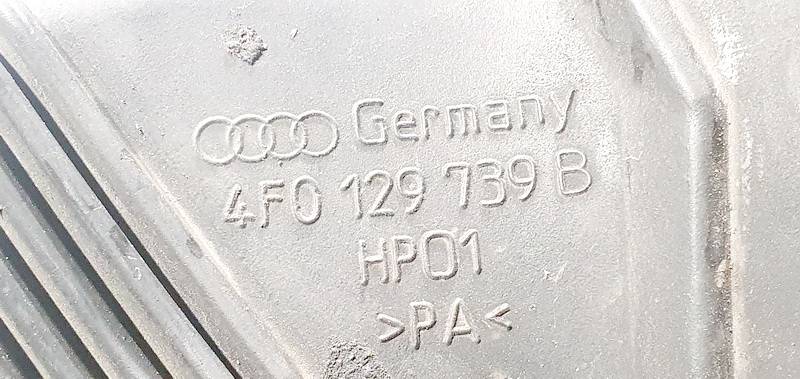 Germany
4F0 129 739 B
HP01
>PA<